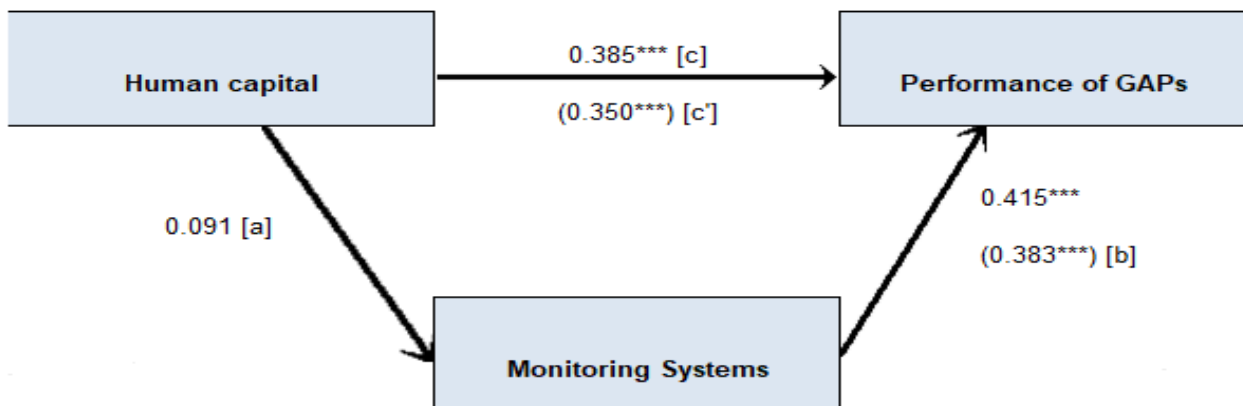 Human capital
0.385*** [c]
(0.350***) [c']
Performance of GAPs
0.091 [a]
0.415***
(0.383***) [b]
Monitoring Systems